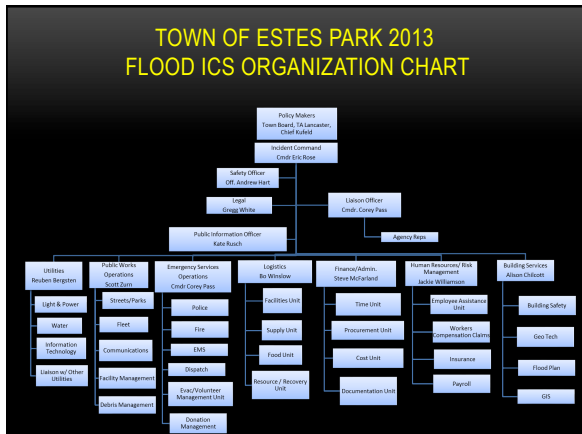 TOWN OF ESTES PARK 2013
FLOOD ICS ORGANIZATION CHART
Policy Makers
Town Board, TA Lancaster,
Chief Kufeld
Incident Command
Cmdr Eric Rose
Safety Officer
Off. Andrew Hart
Legal
Gregg White
Liaison Officer
Cmdr. Corey Pass
Public Information Officer
Kate Rusch
Agency Reps
Utilities
Reuben Bergsten
Light & Power
Water
Information
Technology
Liaison w/ Other
Utilities
Public Works
Operations
Scott Zurn
Streets/Parks
Fleet
Communications
Facility Management
Debris Management
Emergency Services
Operations
Cmdr Corey Pass
Police
Fire
EMS
Dispatch
Evac/Volunteer
Management Unit
Donation
Management
Logistics
Bo Winslow
Facilities Unit
Supply Unit
Food Unit
Resource / Recovery
Unit
Finance/Admin.
Steve McFarland
Time Unit
Procurement Unit
Cost Unit
Documentation Unit
Human Resources/ Risk
Management
Jackie Williamson
Employee Assistance
Unit
Workers
Compensation Claims
Insurance
Payroll
Building Services
Alison Chilcott
Building Safety
Geo Tech
Flood Plan
GIS